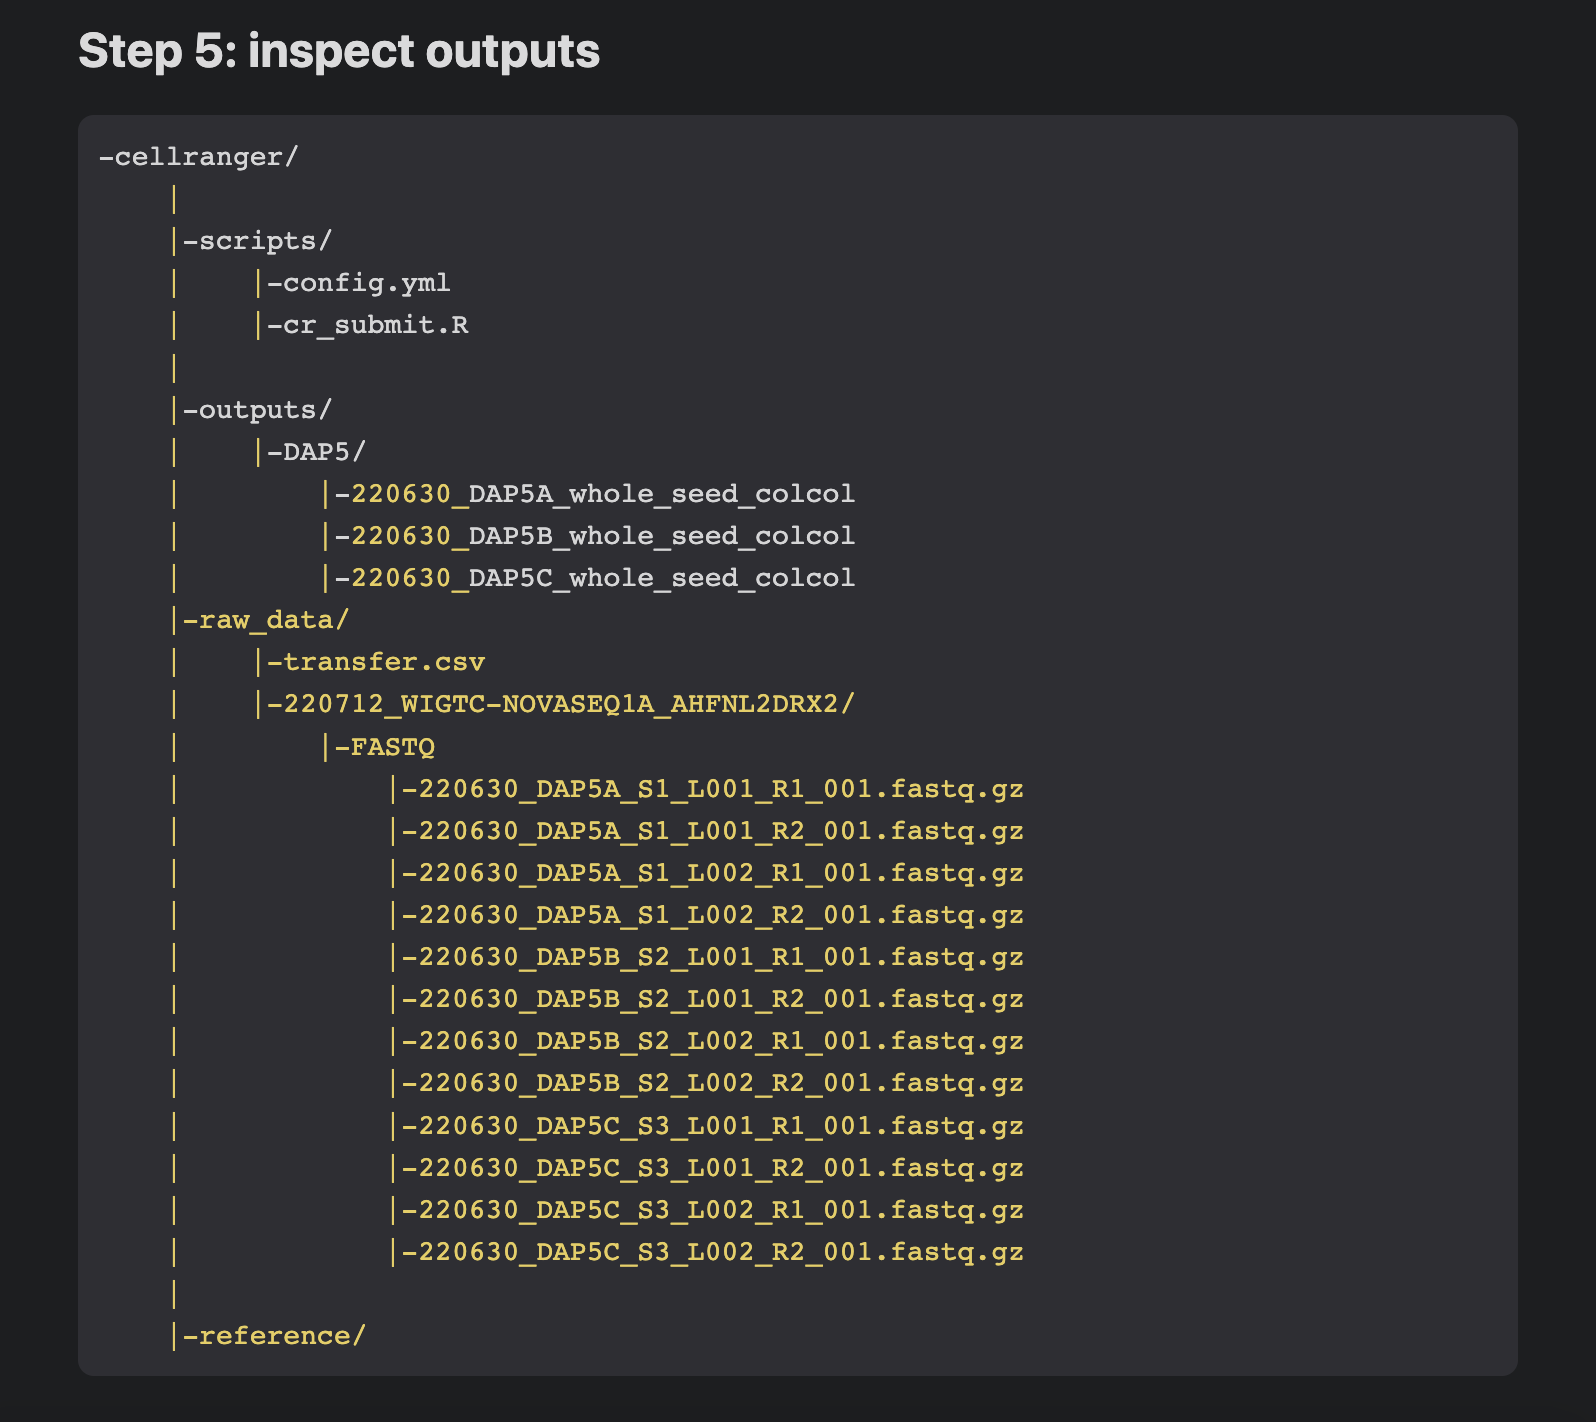 Step 5: inspect outputs
-cellranger/
|
|-scripts/
|    |-config.yml
|    |-cr_submit.R
|
|-outputs/
|    |-DAP5/
|        |-220630_DAP5A_whole_seed_colcol
|        |-220630_DAP5B_whole_seed_colcol
|        |-220630_DAP5C_whole_seed_colcol
|-raw_data/
|    |-transfer.csv
|    |-220712_WIGTC-NOVASEQ1A_AHFNL2DRX2/
|        |-FASTQ
|            |-220630_DAP5A_S1_L001_R1_001.fastq.gz
|            |-220630_DAP5A_S1_L001_R2_001.fastq.gz
|            |-220630_DAP5A_S1_L002_R1_001.fastq.gz
|            |-220630_DAP5A_S1_L002_R2_001.fastq.gz
|            |-220630_DAP5B_S2_L001_R1_001.fastq.gz
|            |-220630_DAP5B_S2_L001_R2_001.fastq.gz
|            |-220630_DAP5B_S2_L002_R1_001.fastq.gz
|            |-220630_DAP5B_S2_L002_R2_001.fastq.gz
|            |-220630_DAP5C_S3_L001_R1_001.fastq.gz
|            |-220630_DAP5C_S3_L001_R2_001.fastq.gz
|            |-220630_DAP5C_S3_L002_R1_001.fastq.gz
|            |-220630_DAP5C_S3_L002_R2_001.fastq.gz
|
|-reference/